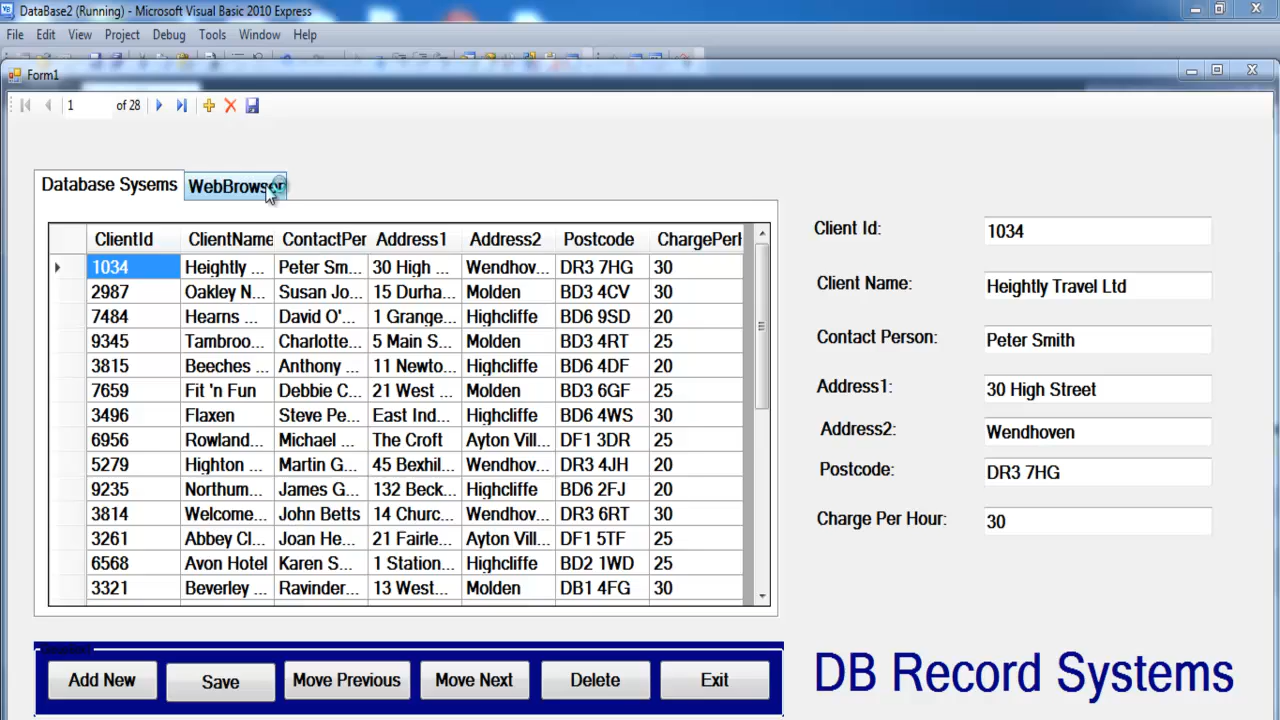 DataBase2 (Running) - Microsoft Visual Basic 2010 Express
File Edit View Project Debug Tools Window Help
Form1
1 of 28
Database Sysems WebBrowser
ClientId ClientName ContactPer Address1 Address2 Postcode ChargePerH
1034 Heightly ... Peter Sm... 30 High ... Wendhov... DR3 7HG 30
2987 Oakley N... Susan Jo... 15 Durha... Molden BD3 4CV 30
7484 Hearns ... David O'... 1 Grange... Highcliffe BD6 9SD 20
9345 Tambroo... Charlotte... 5 Main S... Molden BD3 4RT 25
3815 Beeches ... Anthony ... 11 Newto... Highcliffe BD6 4DF 20
7659 Fit 'n Fun Debbie C... 21 West ... Molden BD3 6GF 25
3496 Flaxen Steve Pe... East Ind... Highcliffe BD6 4WS 30
6956 Rowland... Michael ... The Croft Ayton Vill... DF1 3DR 25
5279 Highton ... Martin G... 45 Bexhil... Wendhov... DR3 4JH 20
9235 Northum... James G... 132 Beck... Highcliffe BD6 2FJ 20
3814 Welcome... John Betts 14 Churc... Wendhov... DR3 6RT 30
3261 Abbey Cl... Joan He... 21 Fairle... Ayton Vill... DF1 5TF 25
6568 Avon Hotel Karen S... 1 Station... Highcliffe BD2 1WD 25
3321 Beverley ... Ravinder... 13 West... Molden DB1 4FG 30
Client Id: 1034
Client Name: Heightly Travel Ltd
Contact Person: Peter Smith
Address1: 30 High Street
Address2: Wendhoven
Postcode: DR3 7HG
Charge Per Hour: 30
Add New Save Move Previous Move Next Delete Exit
DB Record Systems